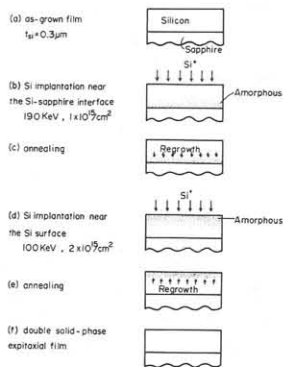 (a) as-grown film
tsi=0.3μm
Silicon
Sapphire
Si⁺
(b) Si implantation near
the Si-sapphire interface
190 KeV, 1x10¹⁵/cm²
Amorphous
(c) annealing
Regrowth
Si⁺
(d) Si implantation near
the Si surface
100 KeV, 2x10¹⁵/cm²
Amorphous
(e) annealing
Regrowth
(f) double solid-phase
expitaxial film